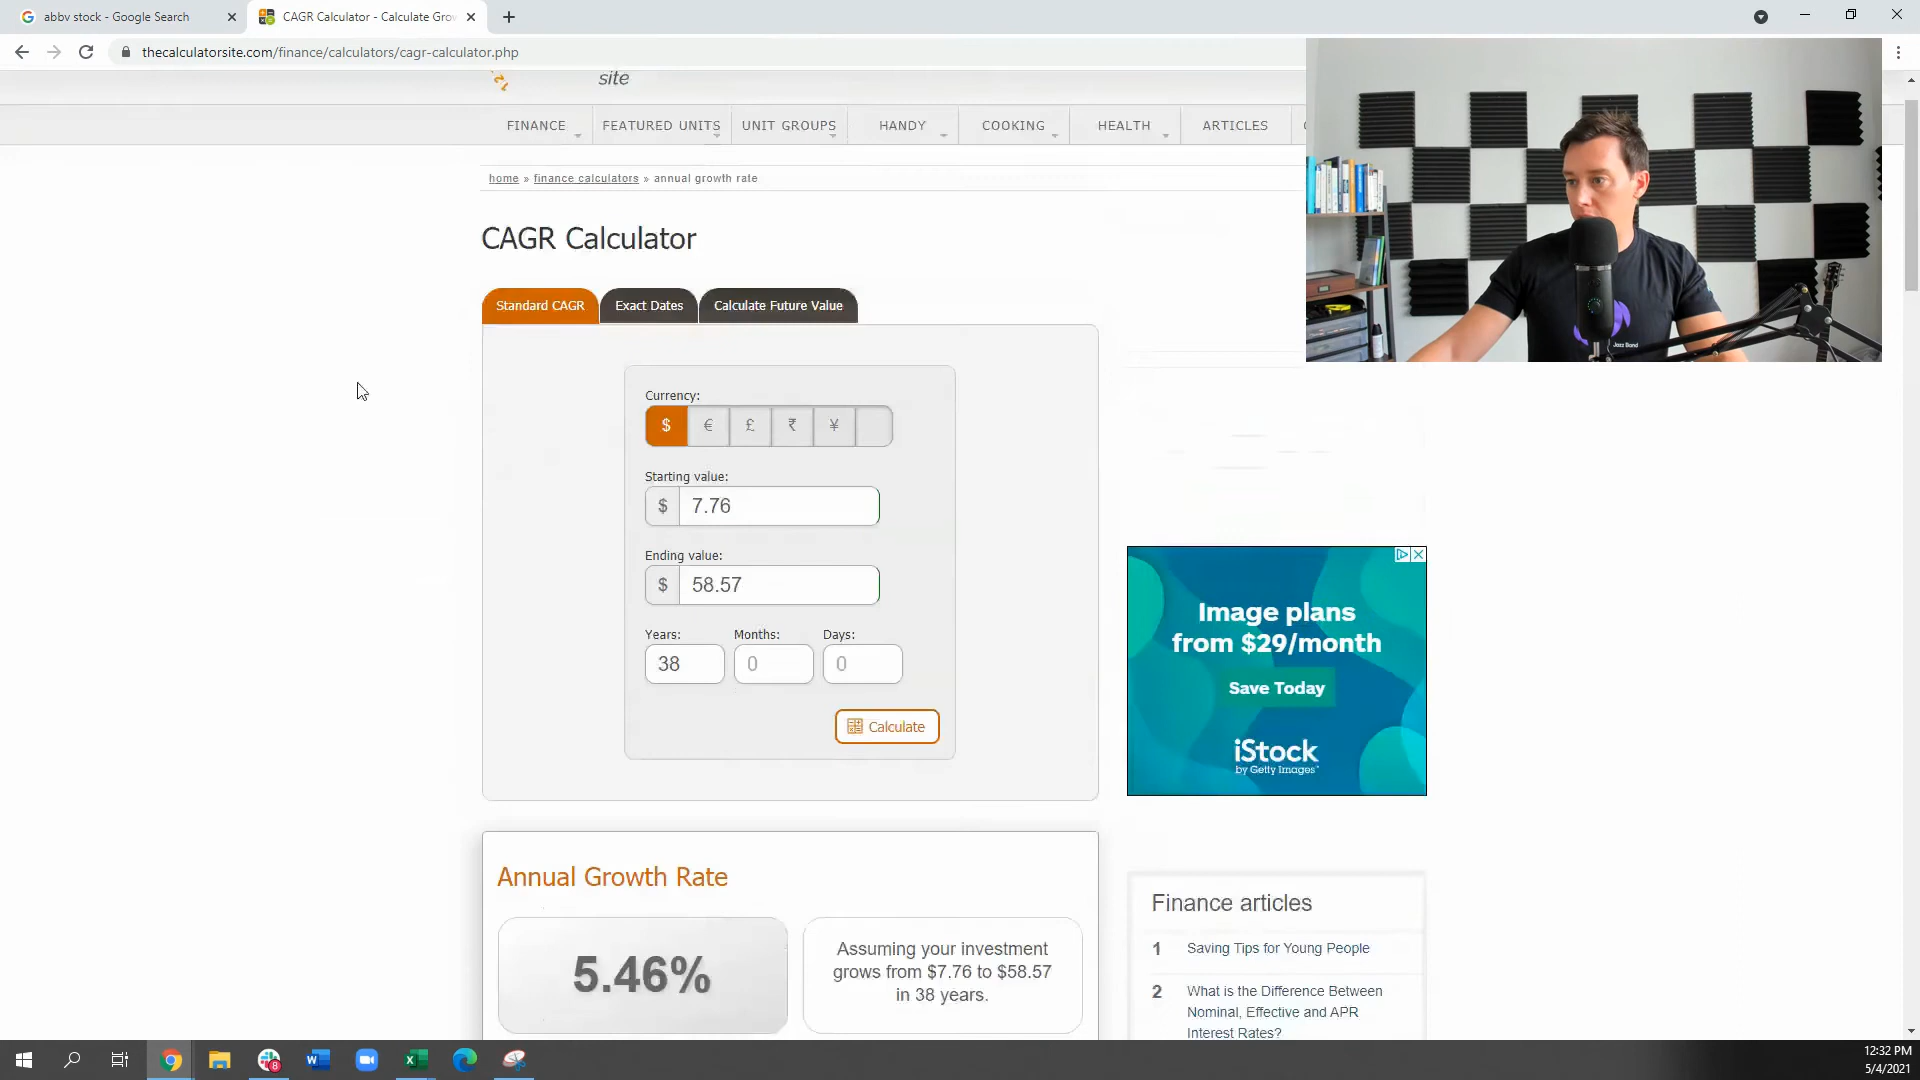 abbv stock - Google Search
CAGR Calculator - Calculate Gro
thecalculatorsite.com/finance/calculators/cagr-calculator.php
site
FINANCE
FEATURED UNITS
UNIT GROUPS
HANDY
COOKING
HEALTH
ARTICLES
home » finance calculators » annual growth rate
CAGR Calculator
Standard CAGR
Exact Dates
Calculate Future Value
Currency:
$ € £ ₹ ¥
Starting value:
$ 7.76
Ending value:
$ 58.57
Years: Months: Days:
38 0 0
Calculate
Image plans
from $29/month
Save Today
iStock
by Getty Images™
Annual Growth Rate
5.46%
Assuming your investment
grows from $7.76 to $58.57
in 38 years.
Finance articles
1 Saving Tips for Young People
2 What is the Difference Between
Nominal, Effective and APR
Interest Rates?
Jazz Band
8
12:32 PM
5/4/2021